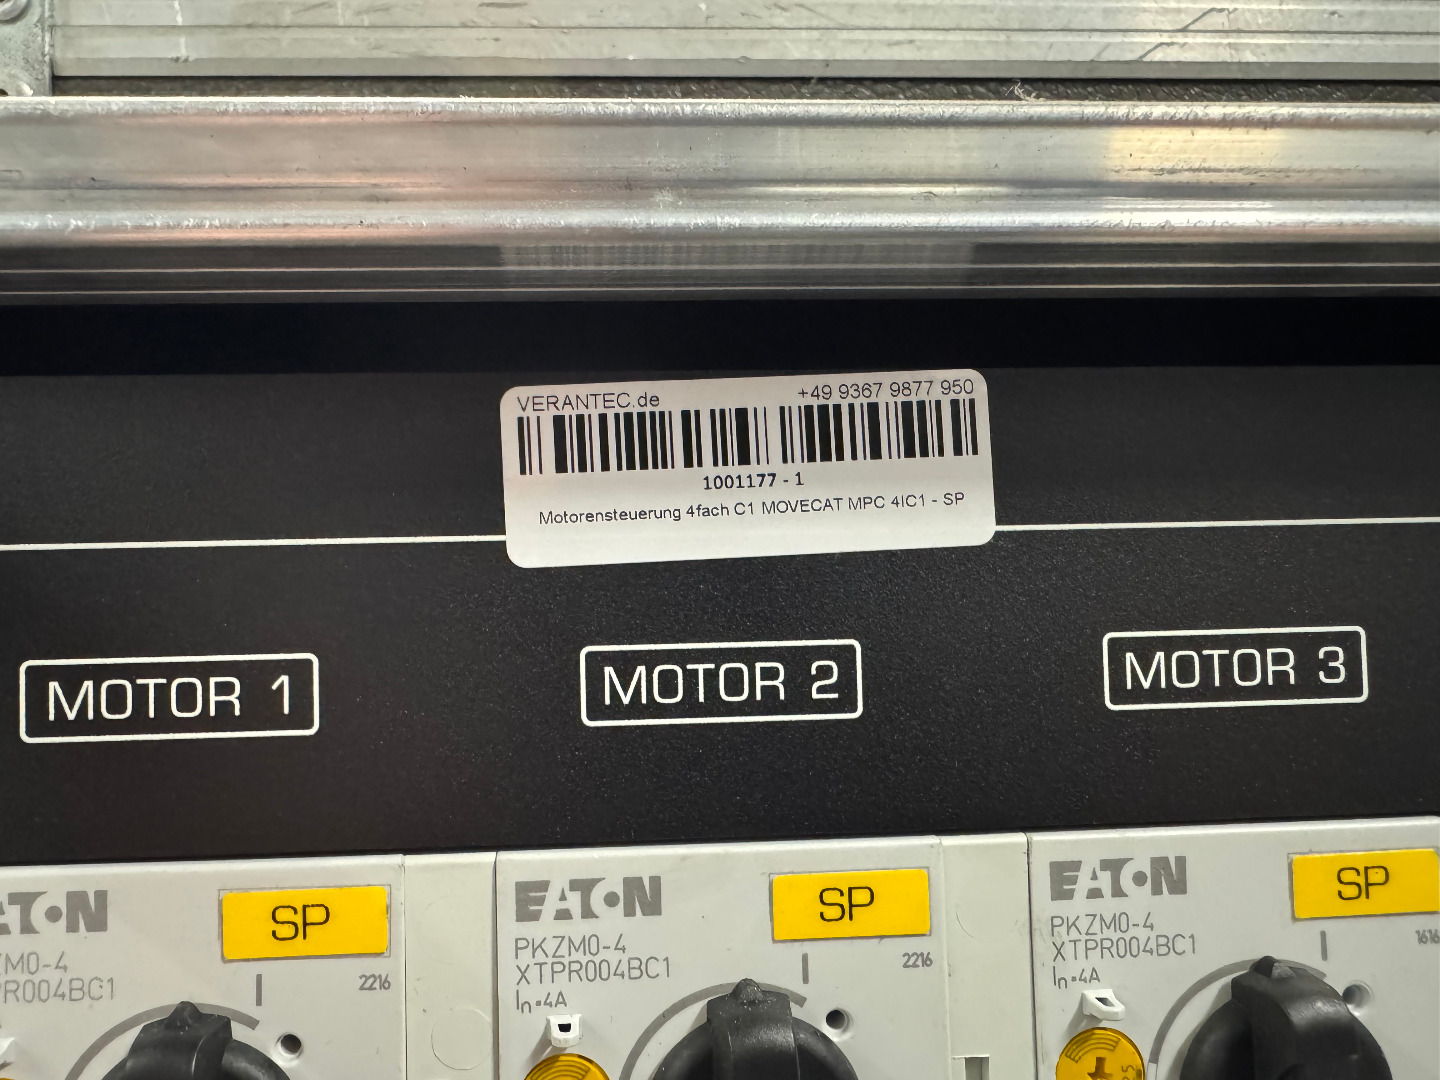 VERANTEC.de +49 9367 9877 950
1001177 - 1
Motorensteuerung 4fach C1 MOVECAT MPC 4IC1 - SP
MOTOR 1
MOTOR 2
MOTOR 3
EATON
SP
2216
EATON
PKZM0-4
XTPR004BC1
In=4A
SP
2216
EATON
PKZM0-4
XTPR004BC1
In=4A
SP
1616